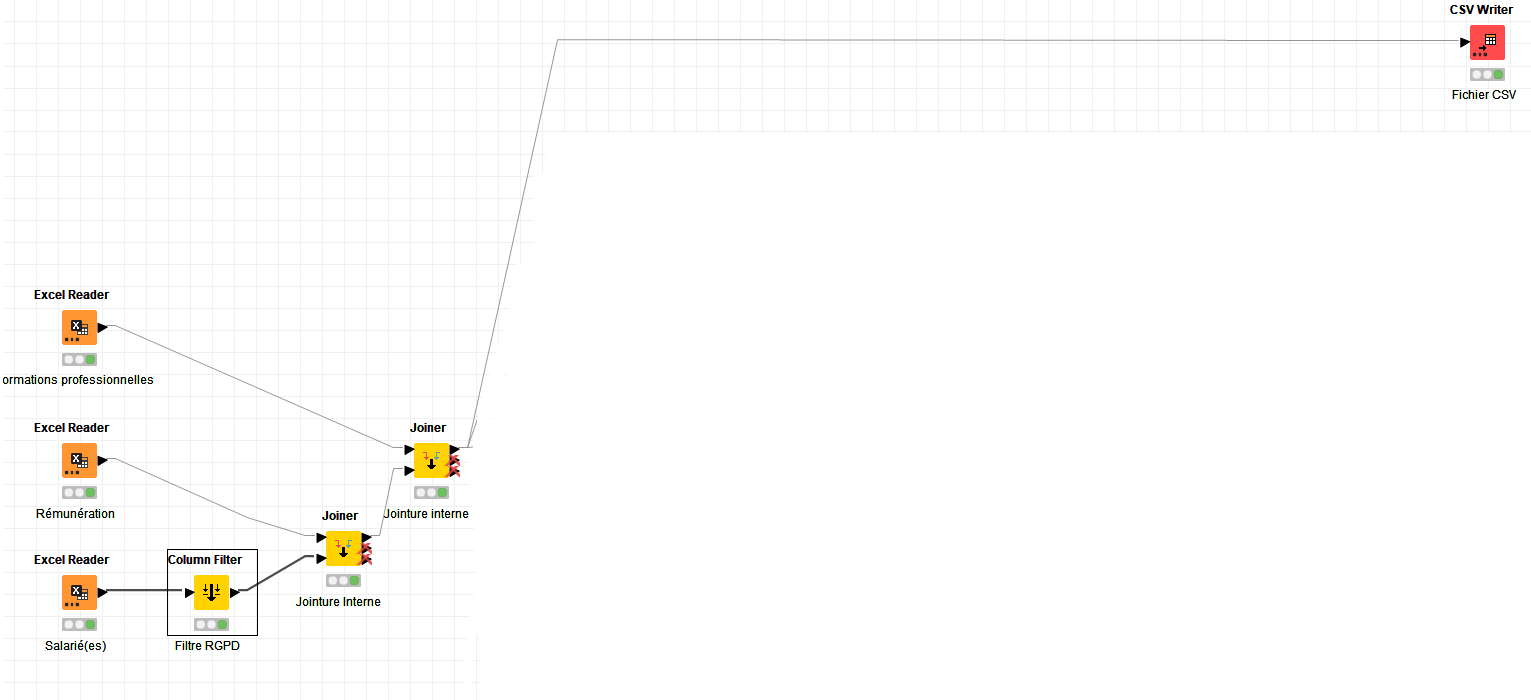 CSV Writer
Fichier CSV
Excel Reader
ormations professionnelles
Excel Reader
Rémunération
Joiner
Jointure interne
Joiner
Jointure Interne
Excel Reader
Salarié(es)
Column Filter
Filtre RGPD